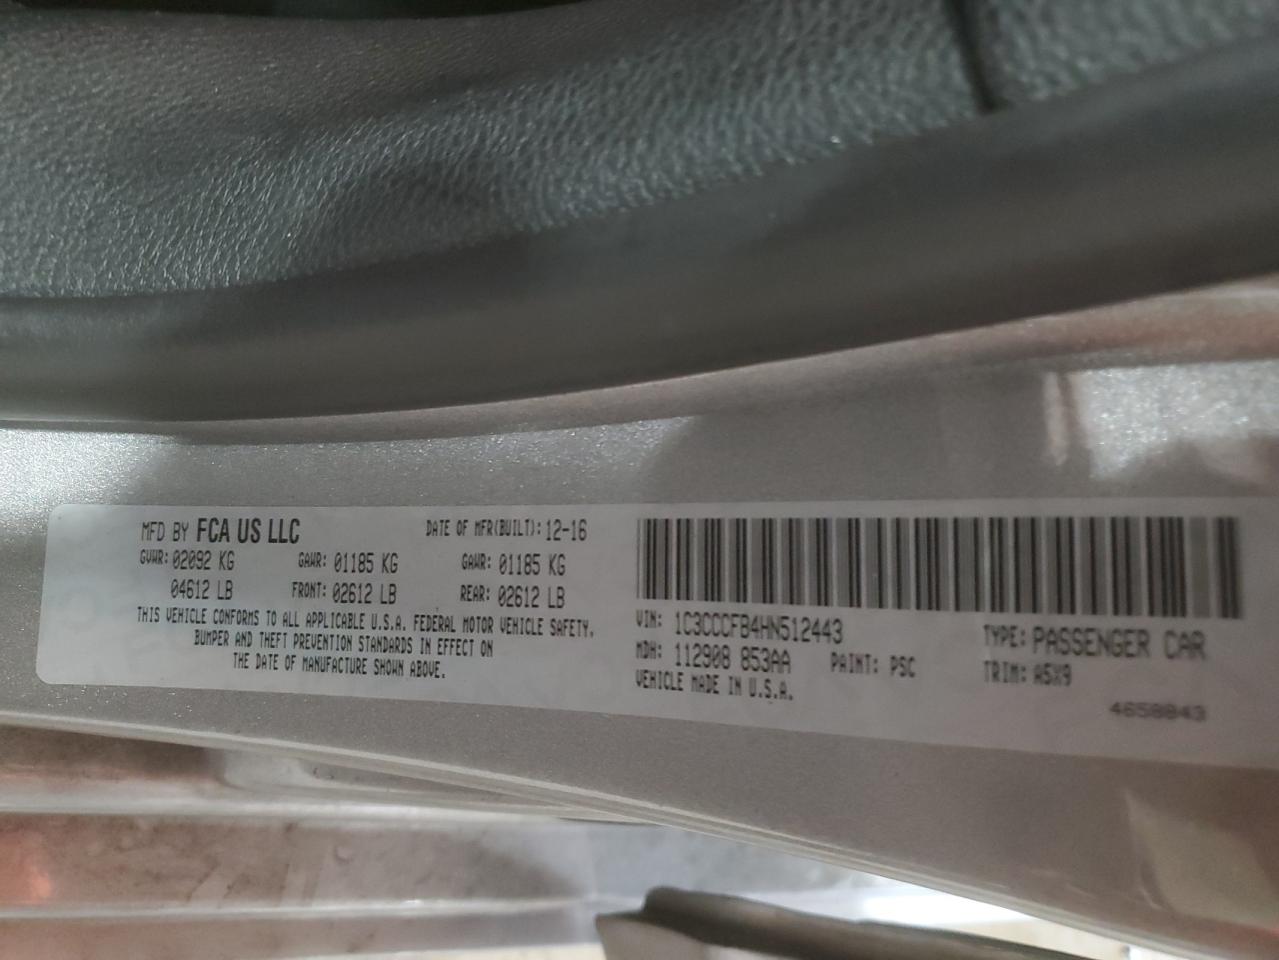 MFD BY FCA US LLC DATE OF MFR(BUILT): 12-16
GVWR: 02092 KG GAWR: 01185 KG GAWR: 01185 KG
04612 LB FRONT: 02612 LB REAR: 02612 LB
THIS VEHICLE CONFORMS TO ALL APPLICABLE U.S.A. FEDERAL MOTOR VEHICLE SAFETY,
BUMPER AND THEFT PREVENTION STANDARDS IN EFFECT ON
THE DATE OF MANUFACTURE SHOWN ABOVE.
VIN: 1C3CCCFB4HN512443 TYPE: PASSENGER CAR
MDH: 112908 853AA PAINT: PSC TRIM: A5X9
VEHICLE MADE IN U.S.A.
4658843